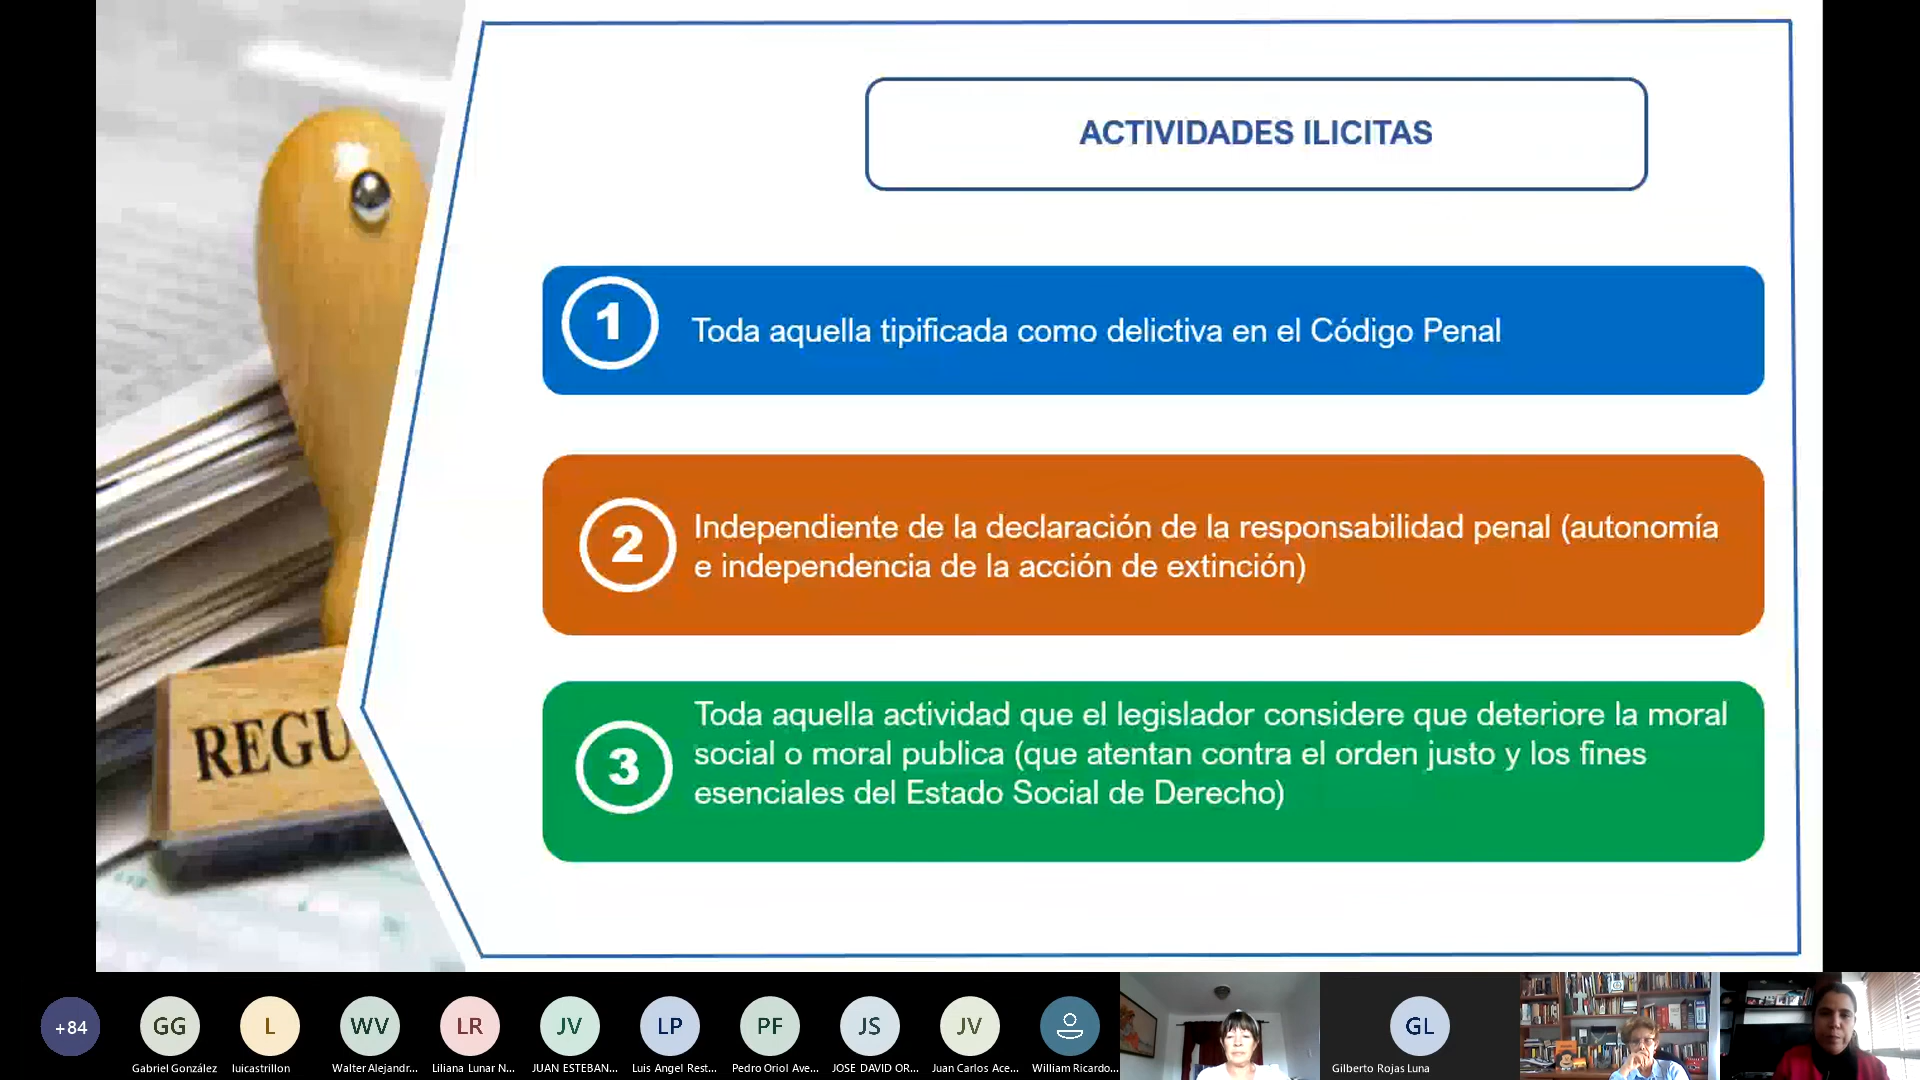 ACTIVIDADES ILICITAS
1
Toda aquella tipificada como delictiva en el Código Penal
2
Independiente de la declaración de la responsabilidad penal (autonomía
e independencia de la acción de extinción)
3
Toda aquella actividad que el legislador considere que deteriore la moral
social o moral publica (que atentan contra el orden justo y los fines
esenciales del Estado Social de Derecho)
REGU
+84
GG
L
WV
LR
JV
LP
PF
JS
JV
GL
Gabriel González
luicastrillon
Walter Alejandr...
Liliana Lunar N...
JUAN ESTEBAN...
Luis Angel Rest...
Pedro Oriol Ave...
JOSE DAVID OR...
Juan Carlos Ace...
William Ricardo...
Gilberto Rojas Luna